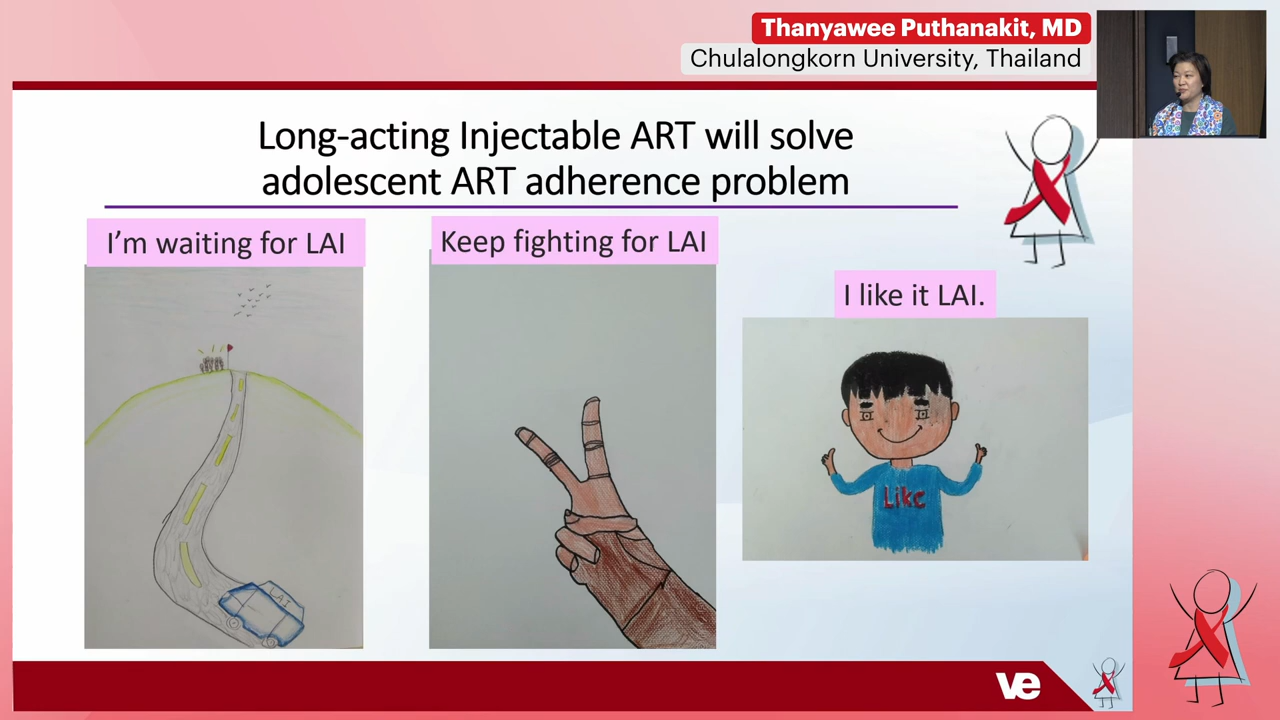 Thanyawee Puthanakit, MD
Chulalongkorn University, Thailand
Long-acting Injectable ART will solve
adolescent ART adherence problem
I'm waiting for LAI
Keep fighting for LAI
I like it LAI.
LAI
Like
ve